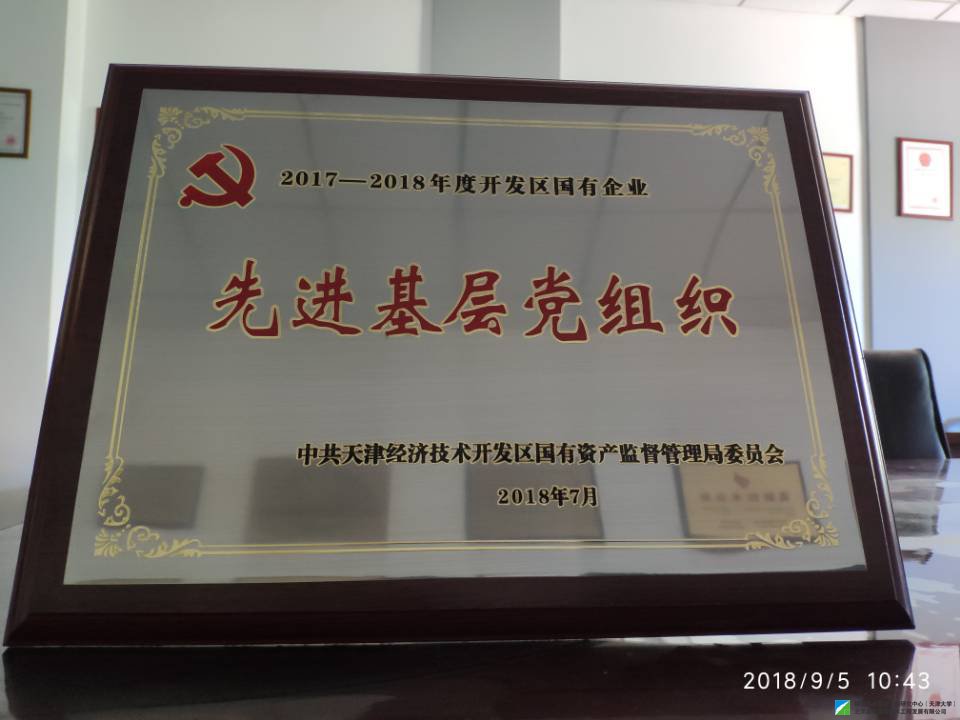 2017—2018年度开发区国有企业
先进基层党组织
中共天津经济技术开发区国有资产监督管理局委员会
2018年7月
2018/9/5 10:43